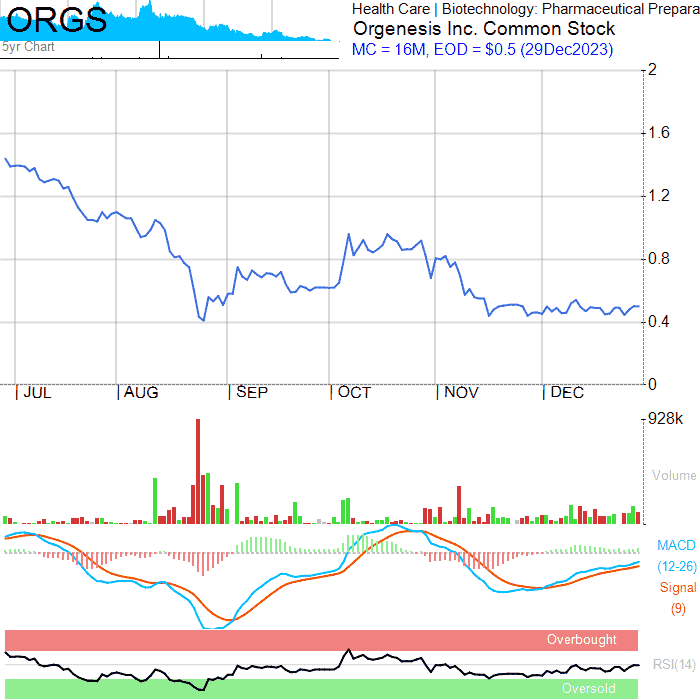 ORGS
5yr Chart
Health Care | Biotechnology: Pharmaceutical Prepara
Orgenesis Inc. Common Stock
MC = 16M, EOD = $0.5 (29Dec2023)
2
1.6
1.2
0.8
0.4
0
JUL AUG SEP OCT NOV DEC
928k
Volume
MACD
(12-26)
Signal
(9)
Overbought
RSI(14)
Oversold